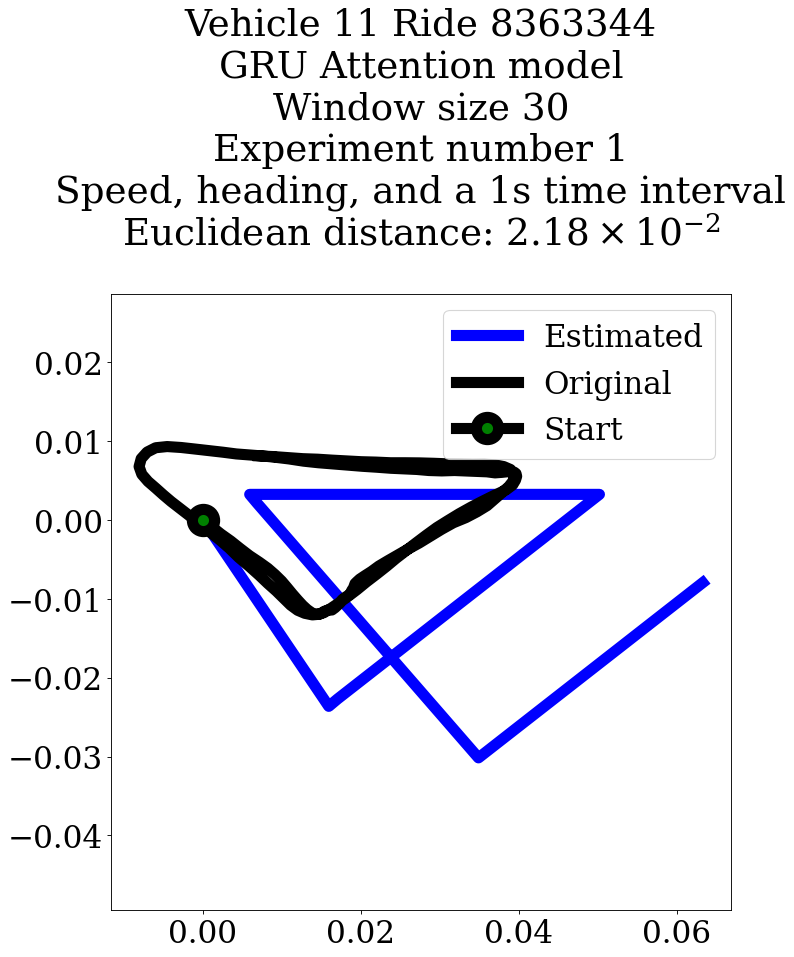 Vehicle 11 Ride 8363344
GRU Attention model
Window size 30
Experiment number 1
Speed, heading, and a 1s time interval
Euclidean distance: 2.18 × 10⁻²
Estimated
Original
Start
0.02
0.01
0.00
−0.01
−0.02
−0.03
−0.04
0.00 0.02 0.04 0.06